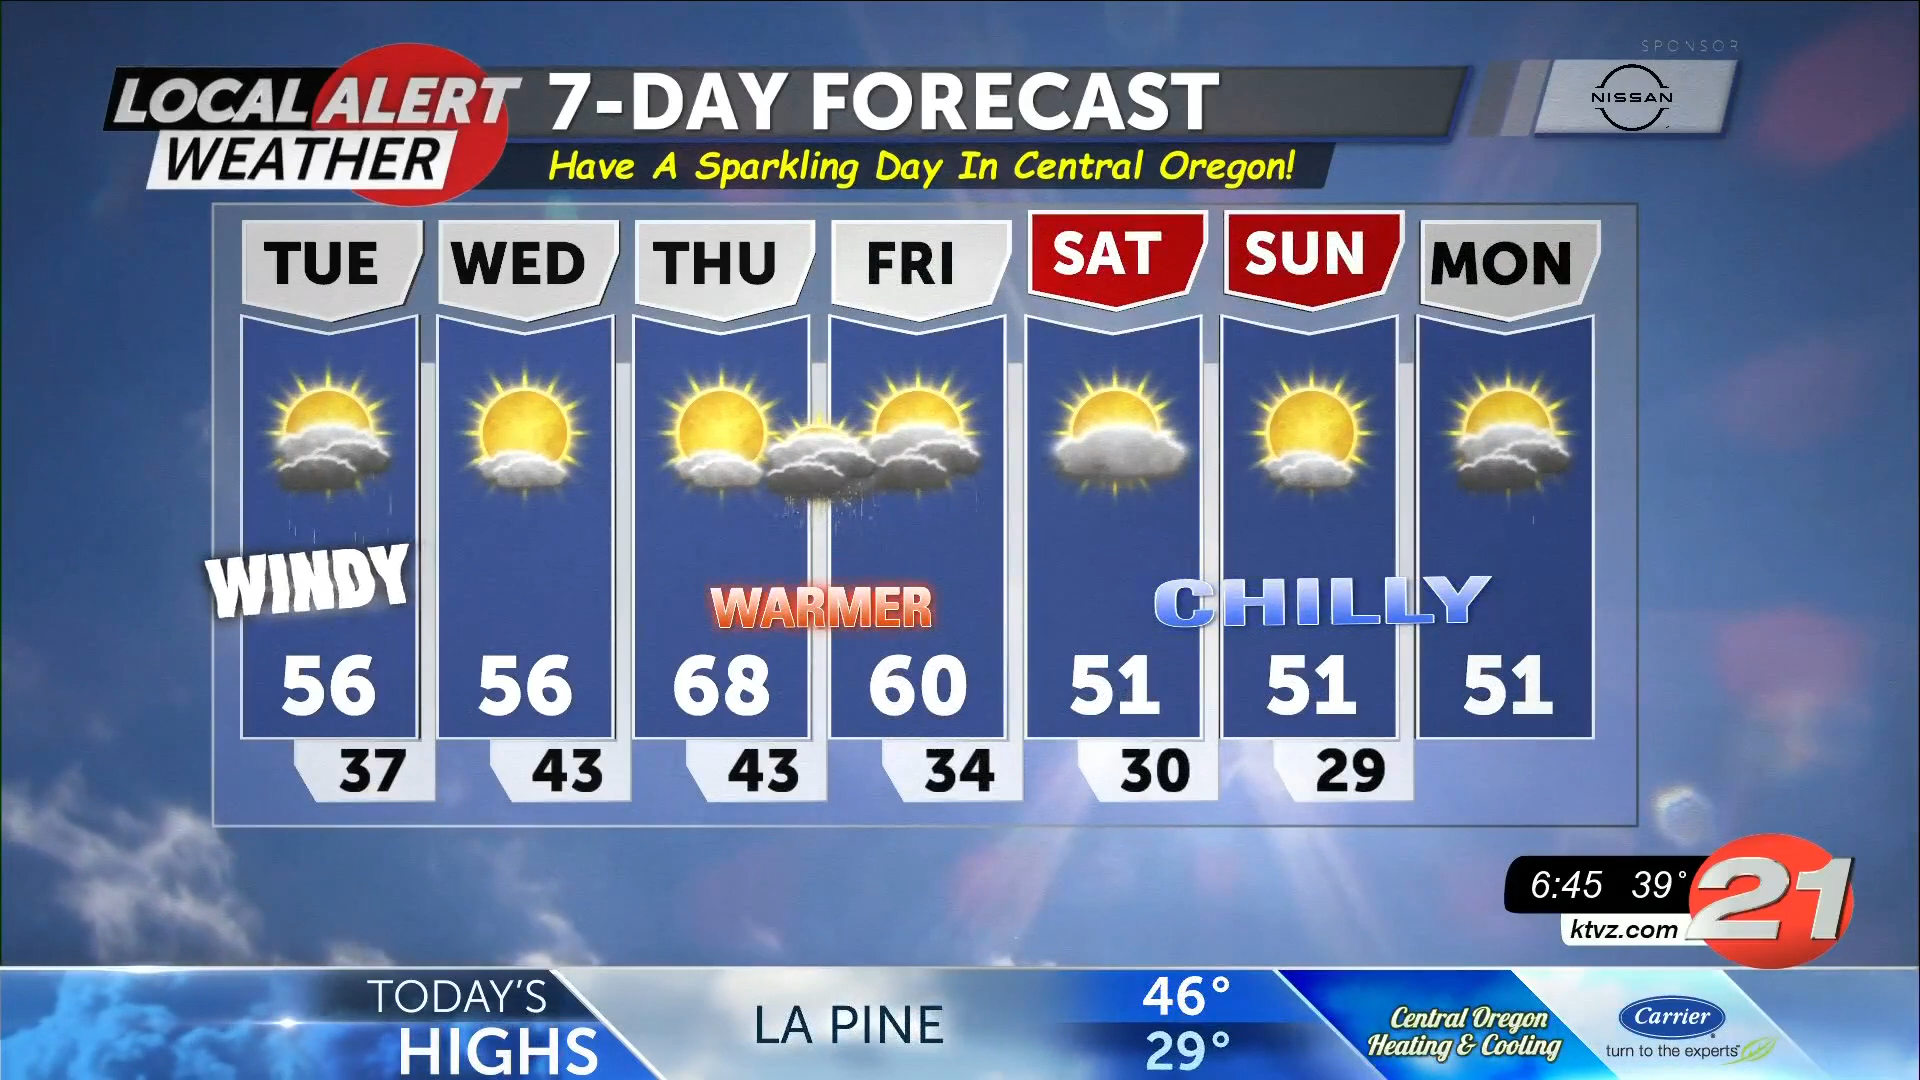 SPONSOR
NISSAN
LOCAL ALERT
WEATHER
7-DAY FORECAST
Have A Sparkling Day In Central Oregon!
TUE WED THU FRI SAT SUN MON
WINDY
WARMER
CHILLY
56 56 68 60 51 51 51
37 43 43 34 30 29
6:45 39°
21
ktvz.com
TODAY'S
HIGHS
LA PINE
46°
29°
Central Oregon
Heating & Cooling
Carrier
turn to the experts